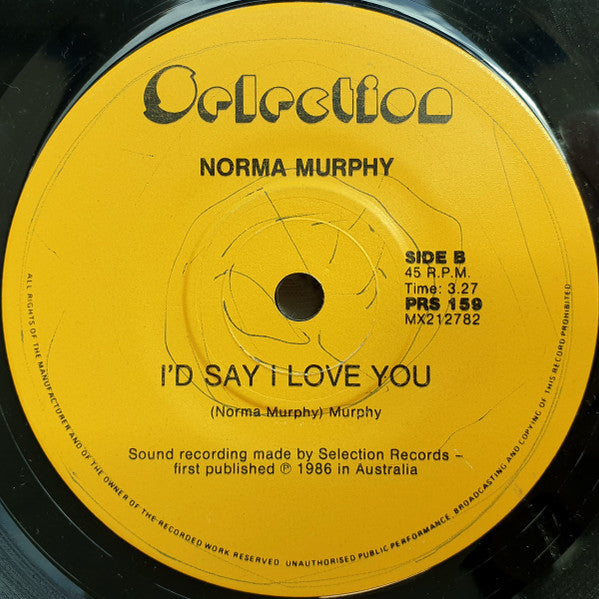 Selection
NORMA MURPHY
SIDE B
45 R.P.M.
Time: 3.27
PRS 159
MX212782
I'D SAY I LOVE YOU
(Norma Murphy) Murphy
Sound recording made by Selection Records –
first published ℗ 1986 in Australia
ALL RIGHTS OF THE MANUFACTURER AND OF THE OWNER OF THE RECORDED WORK RESERVED. UNAUTHORISED PUBLIC PERFORMANCE, BROADCASTING AND COPYING OF THIS RECORD PROHIBITED